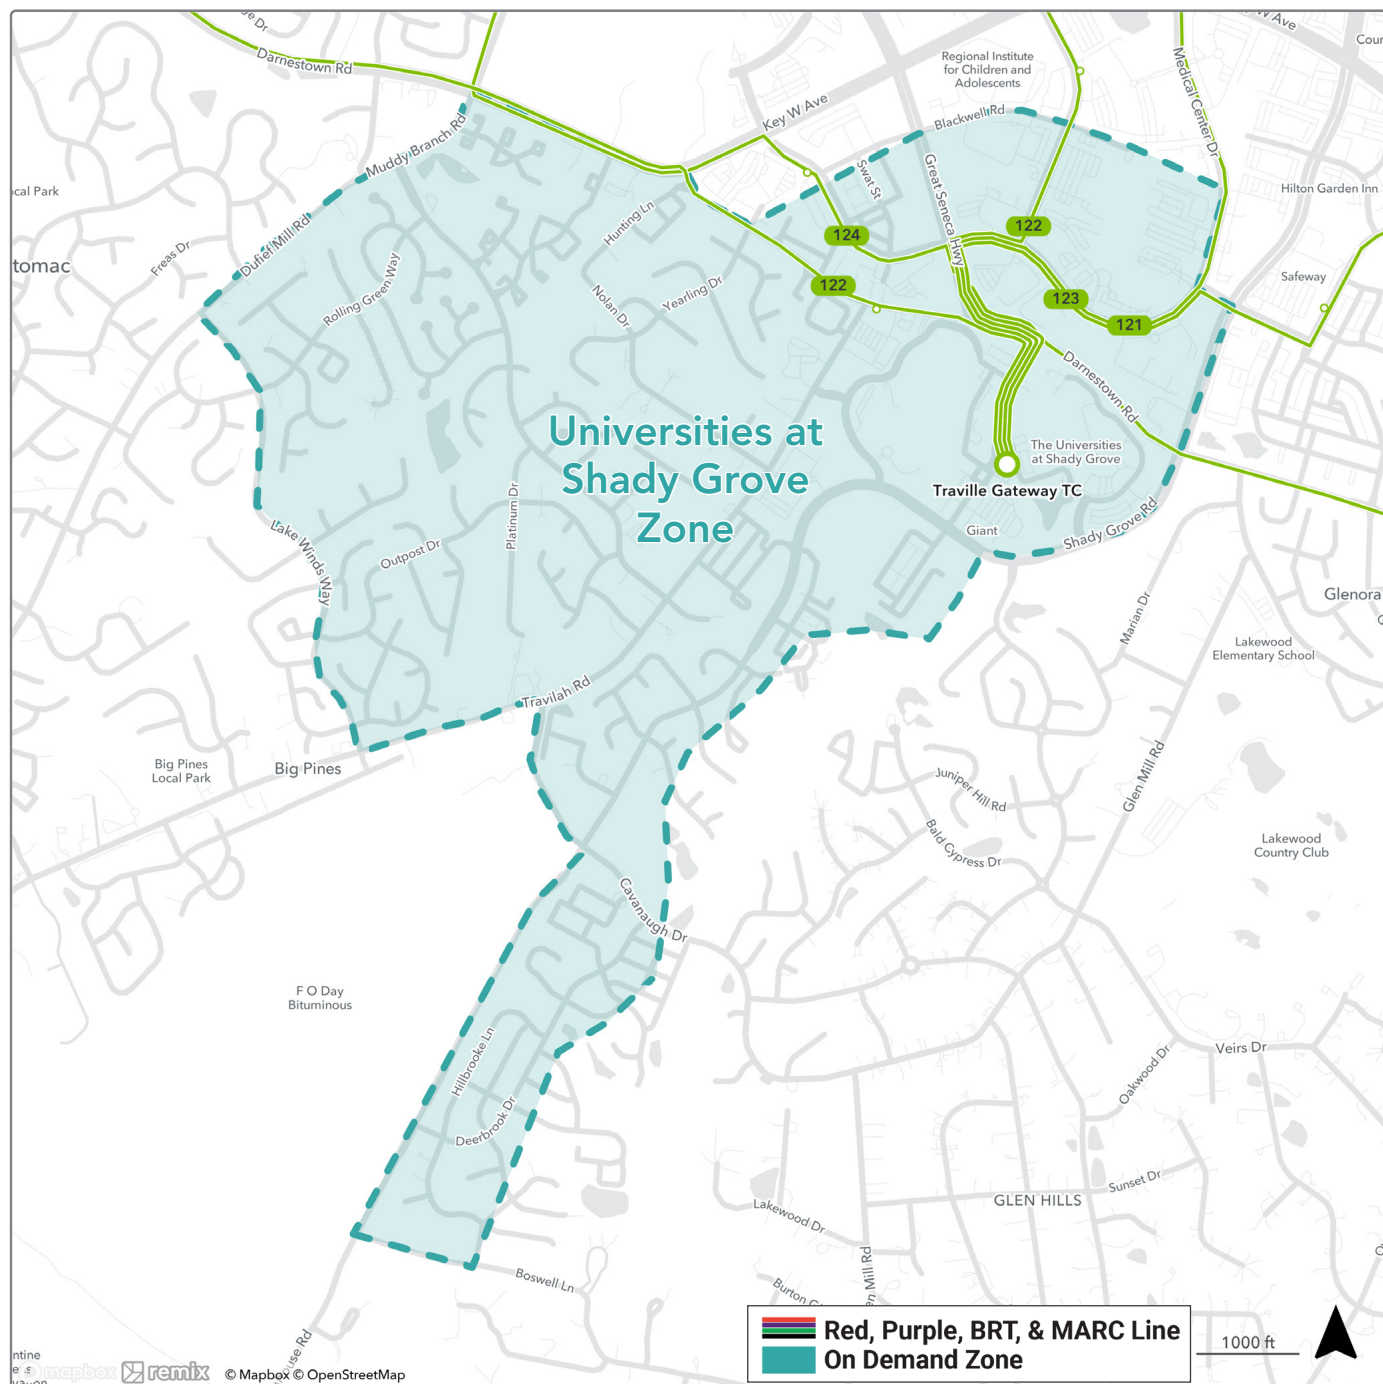 Darnestown Rd
W Ave
Regional Institute
for Children and
Adolescents
Medical Center Dr
Key W Ave
Blackwell Rd
Muddy Branch Rd
Swat St
Great Seneca Hwy
Hilton Garden Inn
Hunting Ln
Dufief Mill Rd
Freas Dr
122
124
Rolling Green Way
Nolan Dr
Yearling Dr
122
Safeway
123
121
Darnestown Rd
Universities at
Shady Grove
Zone
The Universities
at Shady Grove
Traville Gateway TC
Platinum Dr
Giant
Shady Grove Rd
Lake Winds Way
Outpost Dr
Marian Dr
Glenora
Lakewood
Elementary School
Travilah Rd
Big Pines
Local Park
Big Pines
Juniper Hill Rd
Glen Mill Rd
Bald Cypress Dr
Lakewood
Country Club
Cavanaugh Dr
F O Day
Bituminous
Hillbrooke Ln
Veirs Dr
Oakwood Dr
Deerbrook Dr
Sunset Dr
GLEN HILLS
Lakewood Dr
Boswell Ln
Mill Rd
Burton
Red, Purple, BRT, & MARC Line
On Demand Zone
1000 ft
mapbox remix © Mapbox © OpenStreetMap